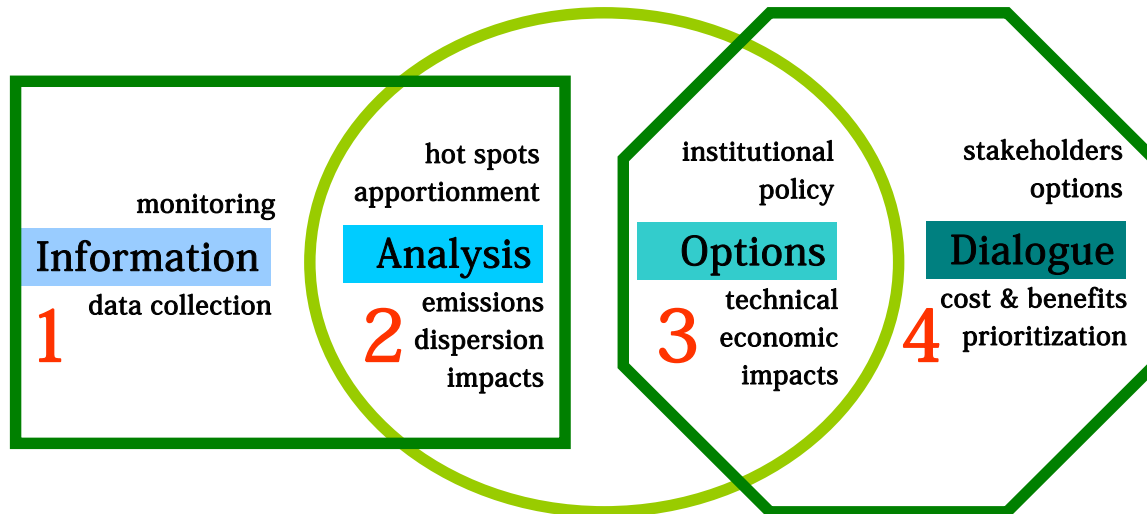 monitoring
Information
data collection
1
hot spots
apportionment
Analysis
2
emissions
dispersion
impacts
institutional
policy
Options
3
technical
economic
impacts
stakeholders
options
Dialogue
4
cost & benefits
prioritization